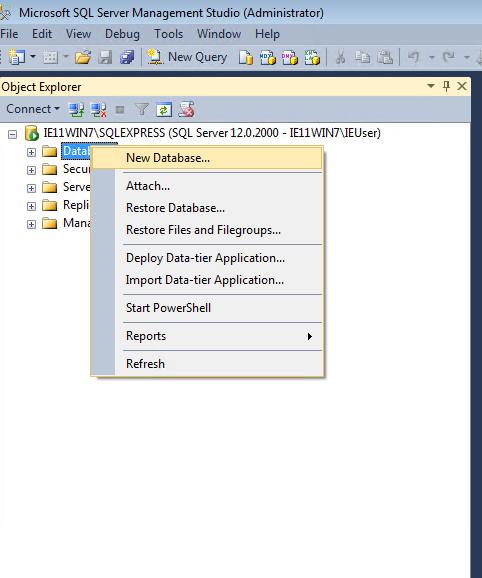 Microsoft SQL Server Management Studio (Administrator)
File Edit View Debug Tools Window Help
New Query
Object Explorer
Connect
IE11WIN7\SQLEXPRESS (SQL Server 12.0.2000 - IE11WIN7\IEUser)
Datab
New Database...
Secur
Attach...
Serve
Restore Database...
Replic
Mana
Restore Files and Filegroups...
Deploy Data-tier Application...
Import Data-tier Application...
Start PowerShell
Reports
Refresh